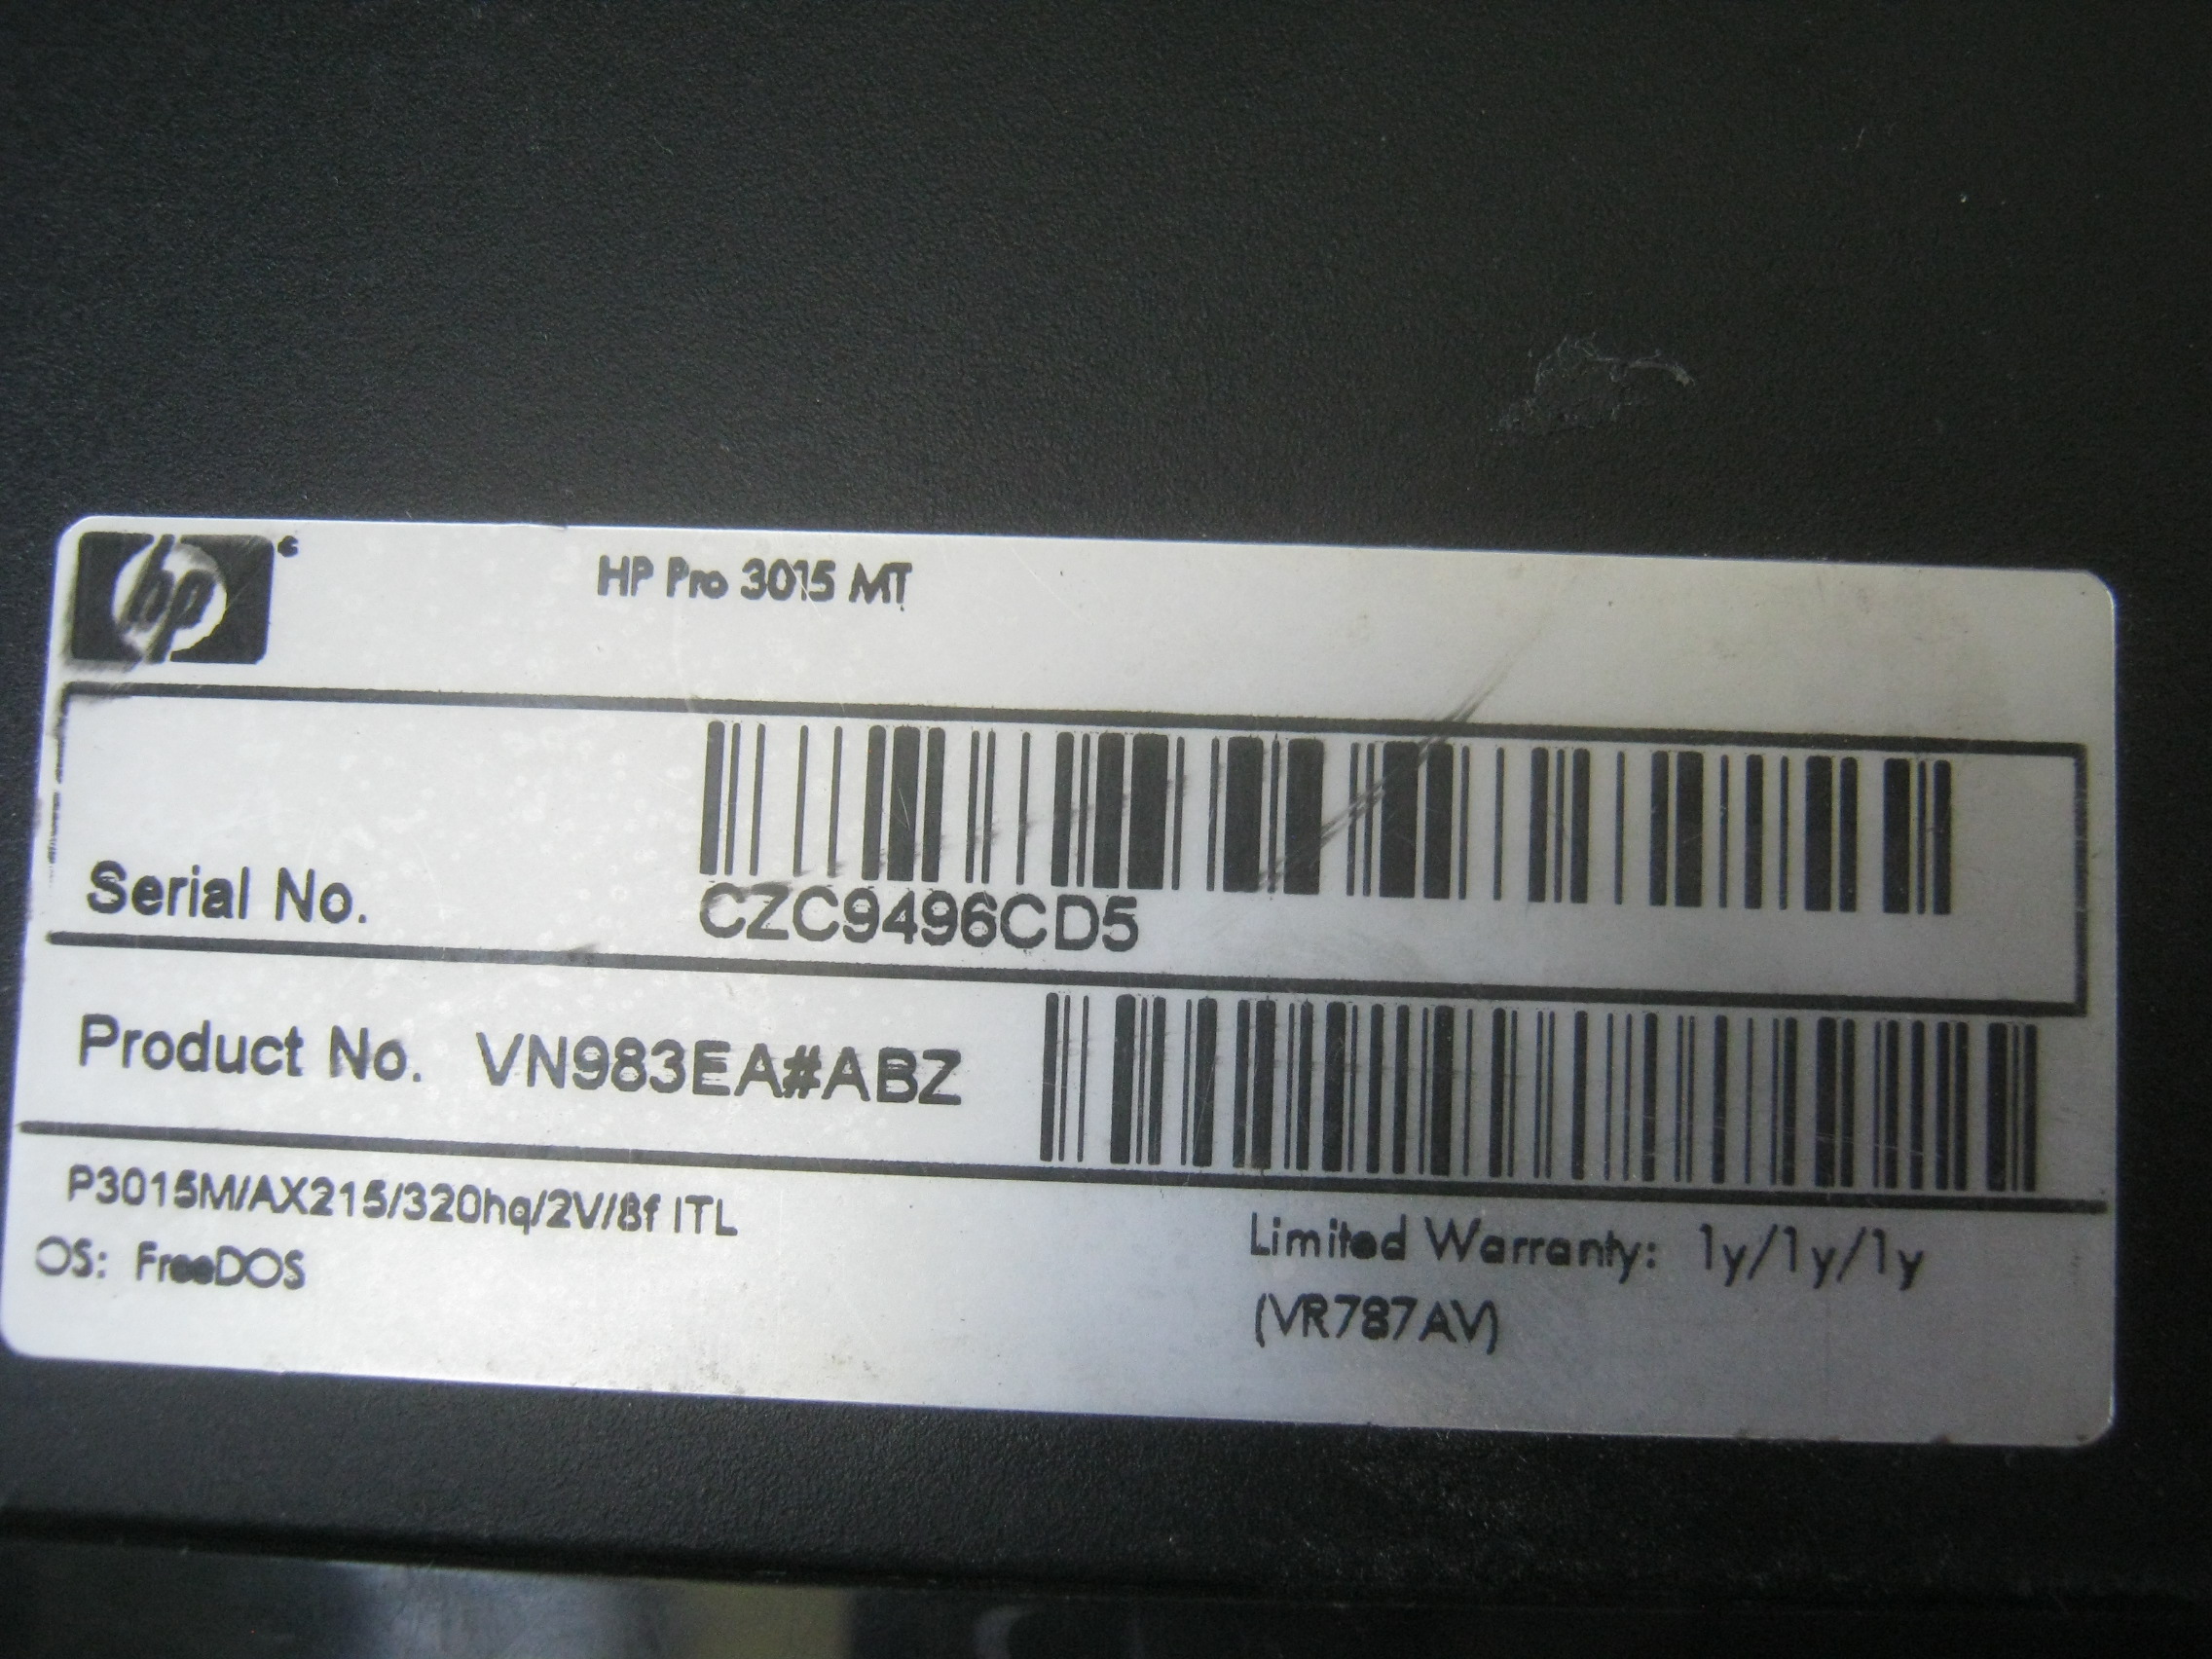 hp
HP Pro 3015 MT
Serial No.
CZC9496CD5
Product No. VN983EA#ABZ
P3015M/AX215/320hq/2V/8f ITL
OS: FreeDOS
Limited Warranty: 1y/1y/1y
(VR787AV)